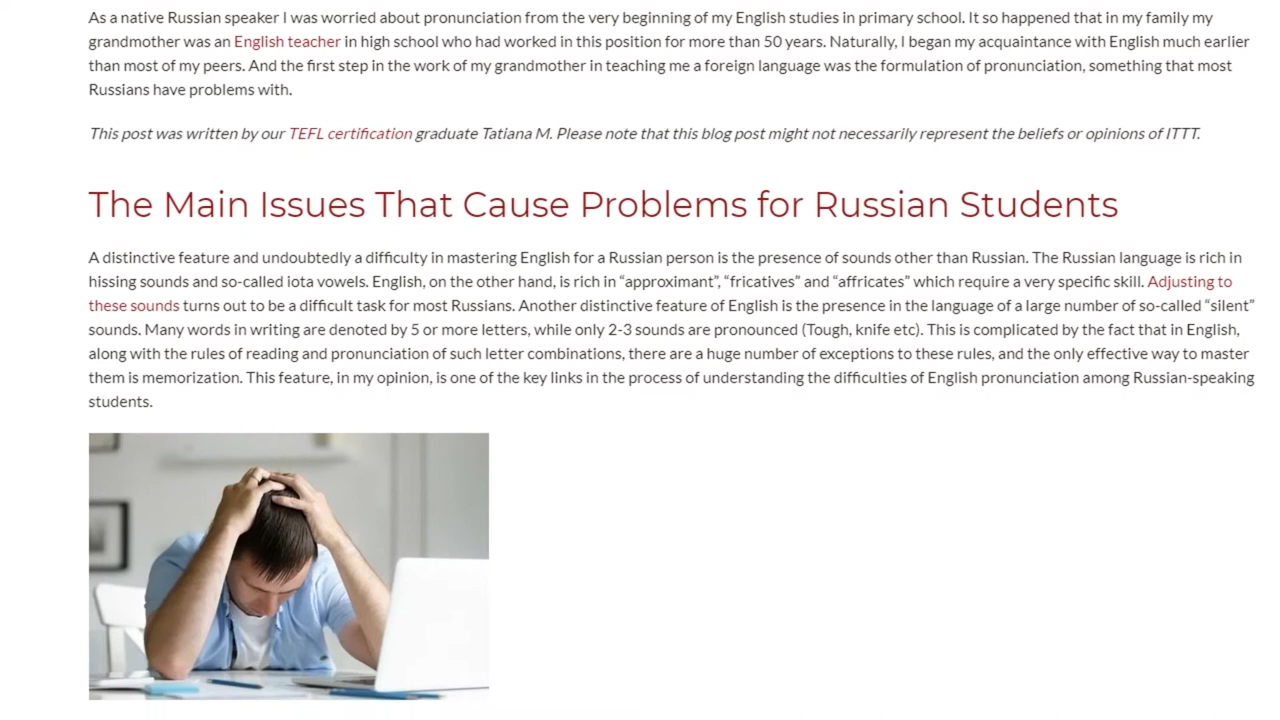 As a native Russian speaker I was worried about pronunciation from the very beginning of my English studies in primary school. It so happened that in my family my
grandmother was an English teacher in high school who had worked in this position for more than 50 years. Naturally, I began my acquaintance with English much earlier
than most of my peers. And the first step in the work of my grandmother in teaching me a foreign language was the formulation of pronunciation, something that most
Russians have problems with.
This post was written by our TEFL certification graduate Tatiana M. Please note that this blog post might not necessarily represent the beliefs or opinions of ITTT.
The Main Issues That Cause Problems for Russian Students
A distinctive feature and undoubtedly a difficulty in mastering English for a Russian person is the presence of sounds other than Russian. The Russian language is rich in
hissing sounds and so-called iota vowels. English, on the other hand, is rich in “approximant”, “fricatives” and “affricates” which require a very specific skill. Adjusting to
these sounds turns out to be a difficult task for most Russians. Another distinctive feature of English is the presence in the language of a large number of so-called “silent”
sounds. Many words in writing are denoted by 5 or more letters, while only 2-3 sounds are pronounced (Tough, knife etc). This is complicated by the fact that in English,
along with the rules of reading and pronunciation of such letter combinations, there are a huge number of exceptions to these rules, and the only effective way to master
them is memorization. This feature, in my opinion, is one of the key links in the process of understanding the difficulties of English pronunciation among Russian-speaking
students.